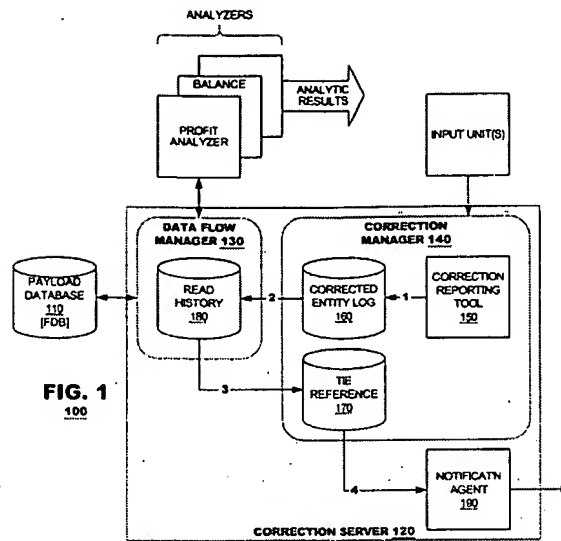 ANALYZERS
BALANCE
PROFIT
ANALYZER
ANALYTIC
RESULTS
INPUT UNIT(S)
DATA FLOW
MANAGER 130
CORRECTION
MANAGER 140
PAYLOAD
DATABASE
110
[FDB]
READ
HISTORY
180
2
CORRECTED
ENTITY LOG
160
1
CORRECTION
REPORTING
TOOL
150
FIG. 1
100
3
TIE
REFERENCE
170
4
NOTIFICAT'N
AGENT
190
CORRECTION SERVER 120